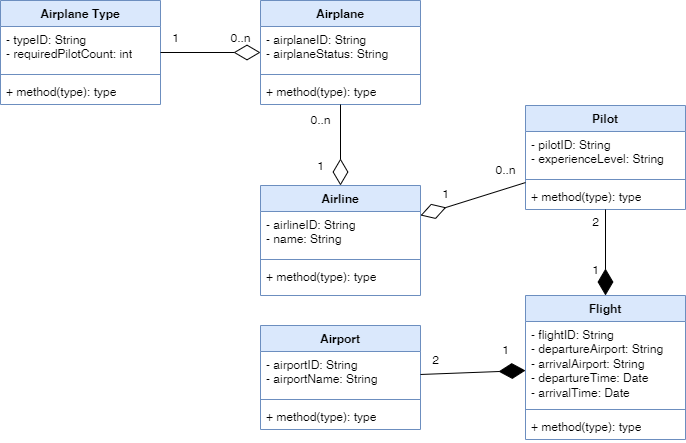 Airplane Type
- typeID: String
- requiredPilotCount: int
+ method(type): type
1
0..n
Airplane
- airplaneID: String
- airplaneStatus: String
+ method(type): type
0..n
1
Pilot
- pilotID: String
- experienceLevel: String
+ method(type): type
Airline
- airlineID: String
- name: String
+ method(type): type
1
0..n
2
1
Flight
- flightID: String
- departureAirport: String
- arrivalAirport: String
- departureTime: Date
- arrivalTime: Date
+ method(type): type
Airport
- airportID: String
- airportName: String
+ method(type): type
2
1